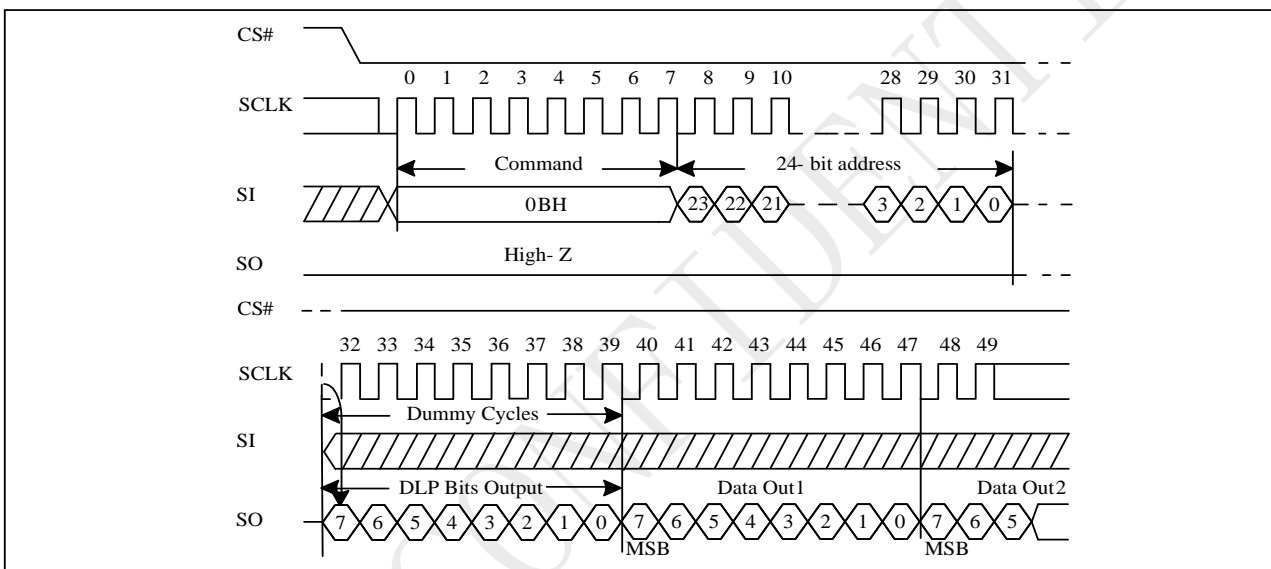 CS#
0 1 2 3 4 5 6 7 8 9 10 28 29 30 31
SCLK
Command 24- bit address
SI
0BH 23 22 21 3 2 1 0
High- Z
SO
CS#
32 33 34 35 36 37 38 39 40 41 42 43 44 45 46 47 48 49
SCLK
Dummy Cycles
SI
DLP Bits Output Data Out1 Data Out2
SO 7 6 5 4 3 2 1 0 7 6 5 4 3 2 1 0 7 6 5
MSB MSB
CONFIDENT